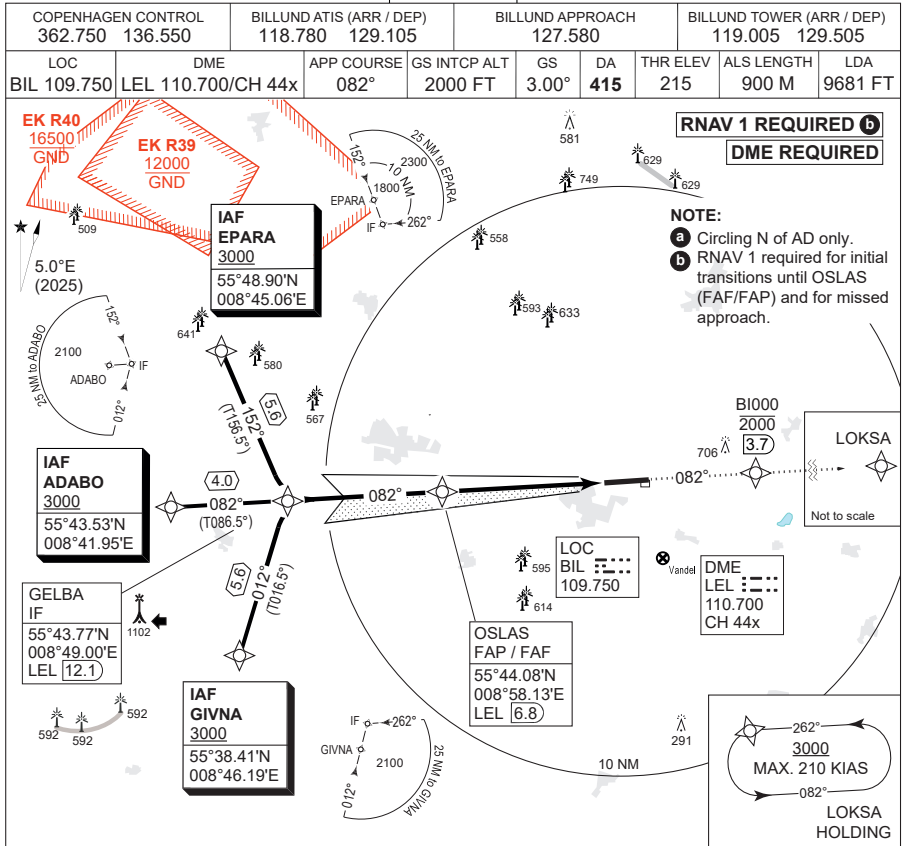 COPENHAGEN CONTROL
362.750 136.550
BILLUND ATIS (ARR / DEP)
118.780 129.105
BILLUND APPROACH
127.580
BILLUND TOWER (ARR / DEP)
119.005 129.505
LOC
BIL 109.750
DME
LEL 110.700/CH 44x
APP COURSE
082°
GS INTCP ALT
2000 FT
GS
3.00°
DA
415
THR ELEV
215
ALS LENGTH
900 M
LDA
9681 FT
EK R40
16500
GND
EK R39
12000
GND
RNAV 1 REQUIRED b
DME REQUIRED
NOTE:
a Circling N of AD only.
b RNAV 1 required for initial
transitions until OSLAS
(FAF/FAP) and for missed
approach.
25 NM to EPARA
152°
2300
10 NM
1800
EPARA
IF
262°
581
749
629
629
558
593
633
509
5.0°E
(2025)
IAF
EPARA
3000
55°48.90'N
008°45.06'E
641
580
567
25 NM to ADABO
152°
2100
ADABO
IF
012°
5.6
152°
(T156.5°)
IAF
ADABO
3000
55°43.53'N
008°41.95'E
4.0
082°
(T086.5°)
082°
BI000
2000
3.7
706
082°
LOKSA
Not to scale
5.6
012°
(T016.5°)
GELBA
IF
55°43.77'N
008°49.00'E
LEL 12.1
1102
592
592
592
IAF
GIVNA
3000
55°38.41'N
008°46.19'E
595
614
LOC
BIL
109.750
Vandel
DME
LEL
110.700
CH 44x
OSLAS
FAP / FAF
55°44.08'N
008°58.13'E
LEL 6.8
IF
262°
GIVNA
2100
012°
25 NM to GIVNA
291
10 NM
262°
3000
MAX. 210 KIAS
082°
LOKSA
HOLDING